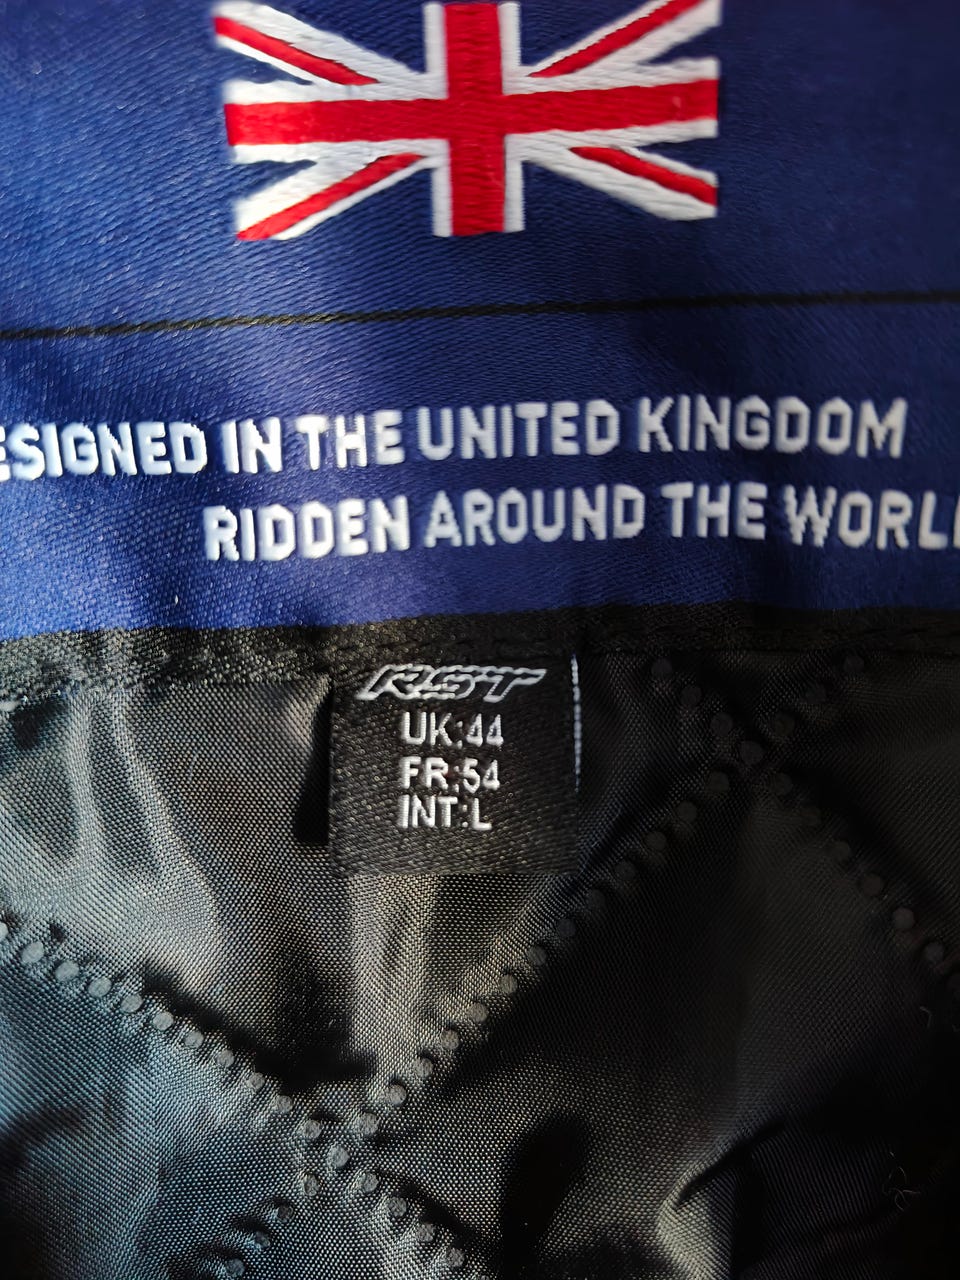 ESIGNED IN THE UNITED KINGDOM
RIDDEN AROUND THE WORL
RST
UK:44
FR:54
INT:L